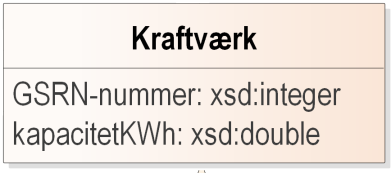 Kraftværk
GSRN-nummer: xsd:integer
kapacitetKWh: xsd:double